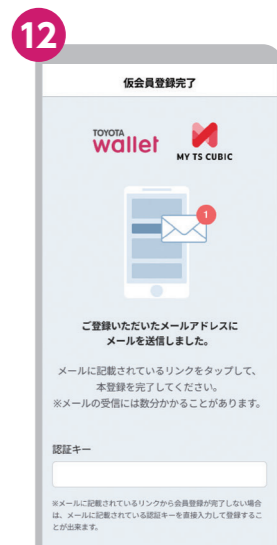 12
仮会員登録完了
TOYOTA
wallet
MY TS CUBIC
1
ご登録いただいたメールアドレスに
メールを送信しました。
メールに記載されているリンクをタップして、
本登録を完了してください。
※メールの受信には数分かかることがあります。
認証キー
※メールに記載されているリンクから会員登録が完了しない場合
は、メールに記載されている認証キーを直接入力して登録するこ
とが出来ます。